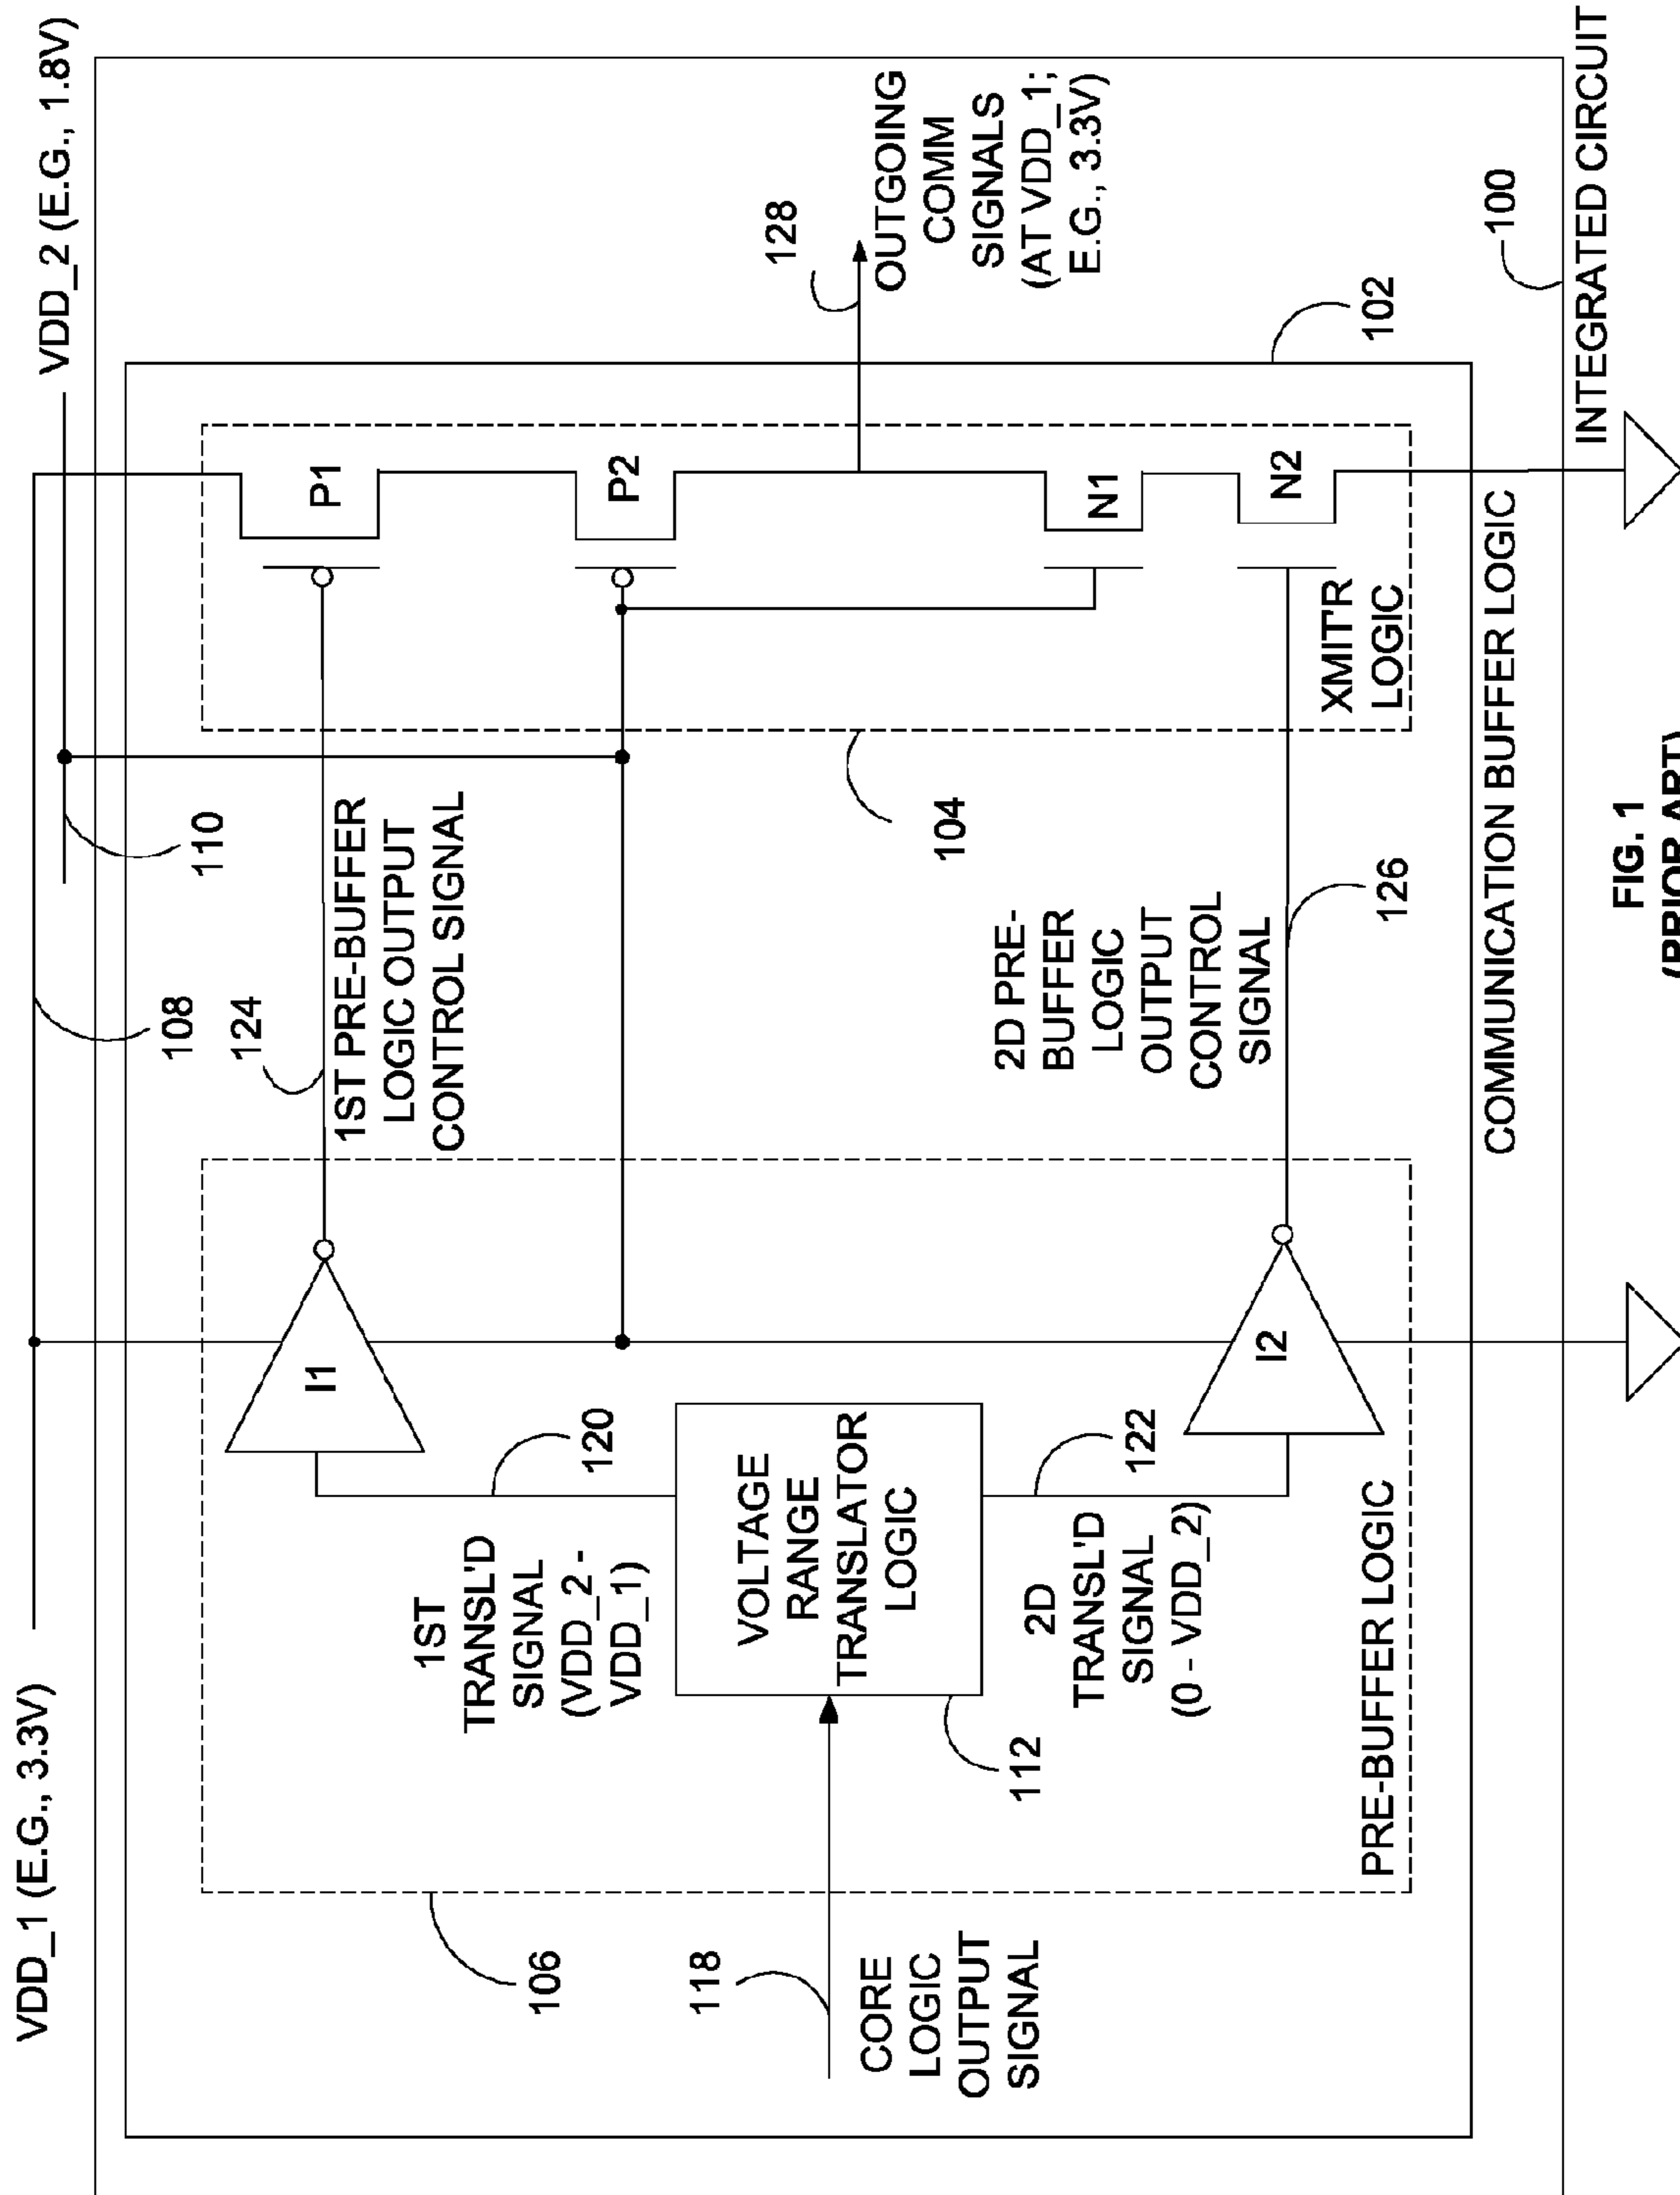 VDD_1 (E.G., 3.3V)
VDD_2 (E.G., 1.8V)
108
110
124
1ST PRE-BUFFER
LOGIC OUTPUT
CONTROL SIGNAL
I1
P1
P2
N1
N2
XMIT'R
LOGIC
128
OUTGOING
COMM
SIGNALS
(AT VDD_1;
E.G., 3.3V)
106
1ST
TRANSL'D
SIGNAL
(VDD_2 -
VDD_1)
120
118
CORE
LOGIC
OUTPUT
SIGNAL
VOLTAGE
RANGE
TRANSLATOR
LOGIC
112
2D
TRANSL'D
SIGNAL
(0 - VDD_2)
122
104
2D PRE-
BUFFER
LOGIC
OUTPUT
CONTROL
SIGNAL
126
I2
102
PRE-BUFFER LOGIC
COMMUNICATION BUFFER LOGIC
100
INTEGRATED CIRCUIT
FIG. 1
(PRIOR ART)